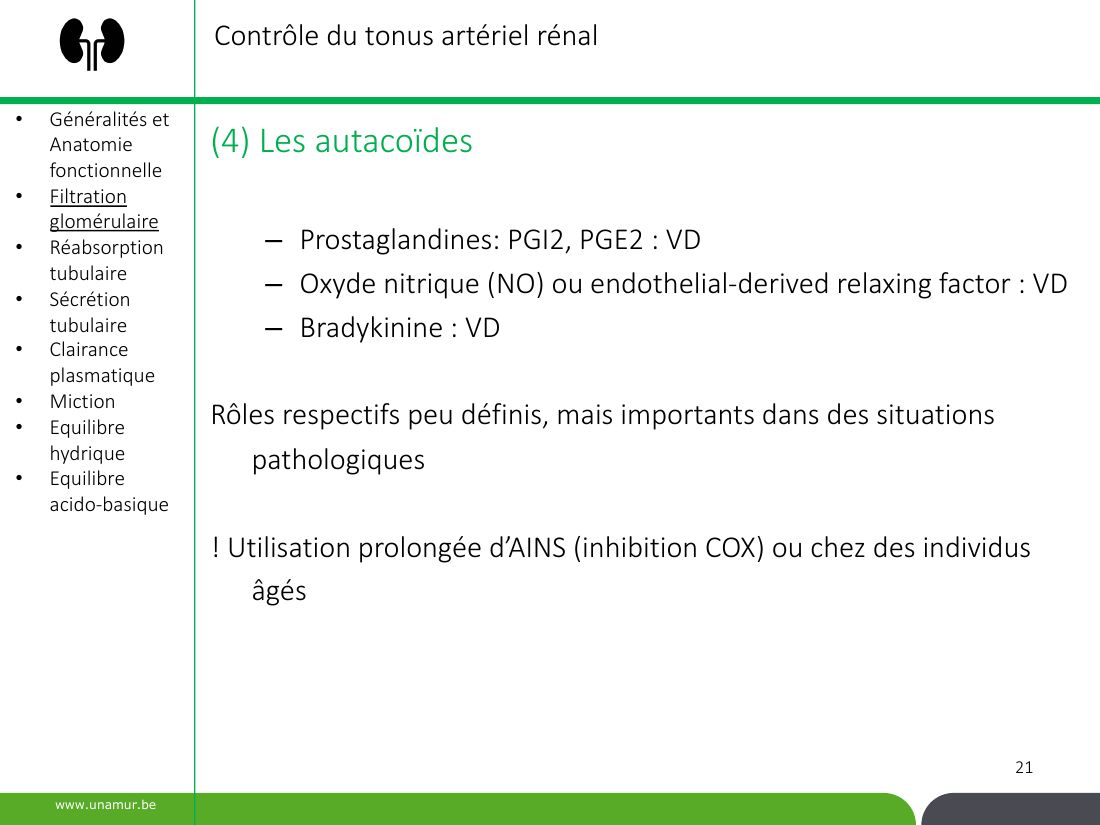 Contrôle du tonus artériel rénal
• Généralités et
Anatomie
fonctionnelle
• Filtration
glomérulaire
• Réabsorption
tubulaire
• Sécrétion
tubulaire
• Clairance
plasmatique
• Miction
• Equilibre
hydrique
• Equilibre
acido-basique
(4) Les autacoïdes
– Prostaglandines: PGI2, PGE2 : VD
– Oxyde nitrique (NO) ou endothelial-derived relaxing factor : VD
– Bradykinine : VD
Rôles respectifs peu définis, mais importants dans des situations
pathologiques
! Utilisation prolongée d’AINS (inhibition COX) ou chez des individus
âgés
21
www.unamur.be